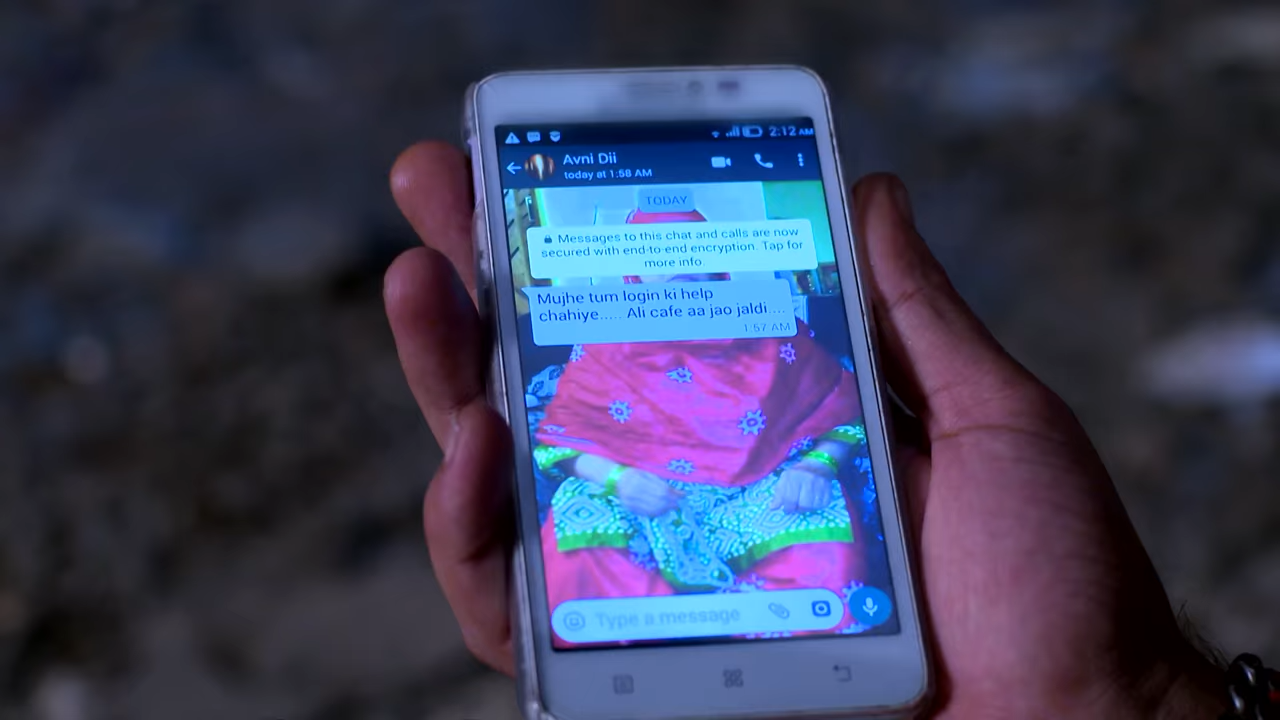 2:12 AM
Avni Dii
today at 1:58 AM
TODAY
Messages to this chat and calls are now
secured with end-to-end encryption. Tap for
more info.
Mujhe tum login ki help
chahiye..... Ali cafe aa jao jaldi....
1:57 AM
Type a message